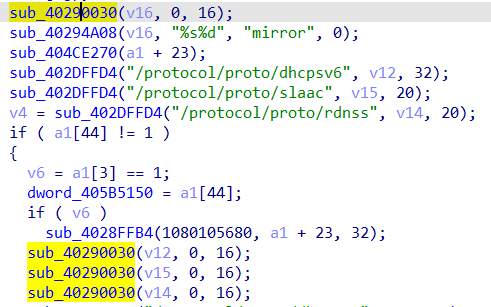 sub_40290030(v16, 0, 16);
sub_40294A08(v16, "%s%d", "mirror", 0);
sub_404CE270(a1 + 23);
sub_402DFFD4("/protocol/proto/dhcpsv6", v12, 32);
sub_402DFFD4("/protocol/proto/slaac", v15, 20);
v4 = sub_402DFFD4("/protocol/proto/rdnss", v14, 20);
if ( a1[44] != 1 )
{
v6 = a1[3] == 1;
dword_405B5150 = a1[44];
if ( v6 )
sub_4028FFB4(1080105680, a1 + 23, 32);
sub_40290030(v12, 0, 16);
sub_40290030(v15, 0, 16);
sub_40290030(v14, 0, 16);